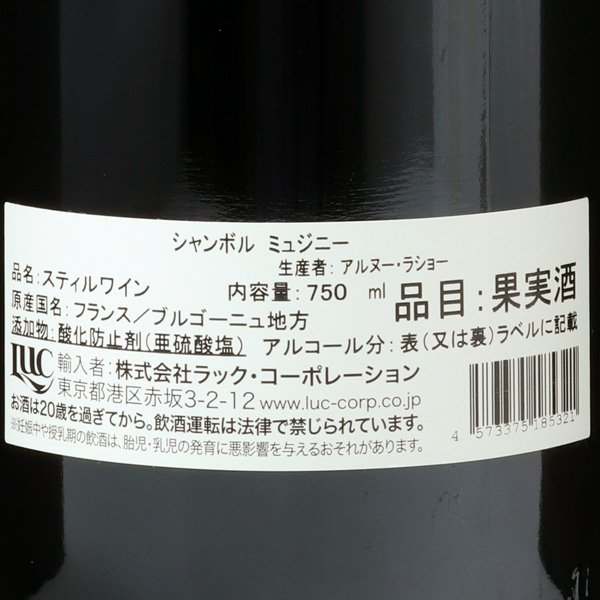 シャンボル ミュジニー
生産者：アルヌー・ラショー
品名：スティルワイン
内容量：750 ml
品目：果実酒
原産国名：フランス／ブルゴーニュ地方
添加物：酸化防止剤（亜硫酸塩） アルコール分：表（又は裏）ラベルに記載
LUC 輸入者：株式会社ラック・コーポレーション
東京都港区赤坂3-2-12 www.luc-corp.co.jp
お酒は20歳を過ぎてから。飲酒運転は法律で禁じられています。
※妊娠中や授乳期の飲酒は、胎児・乳児の発育に悪影響を与えるおそれがあります。
4 573375 185321